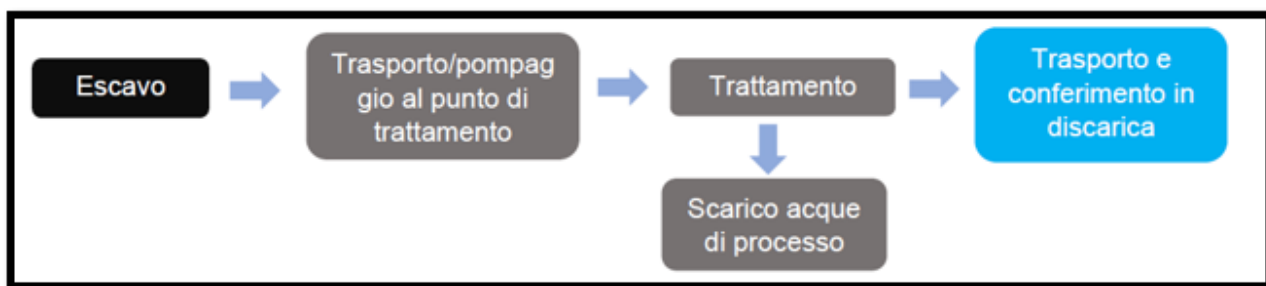 Escavo
Trasporto/pompag
gio al punto di
trattamento
Trattamento
Trasporto e
conferimento in
discarica
Scarico acque
di processo